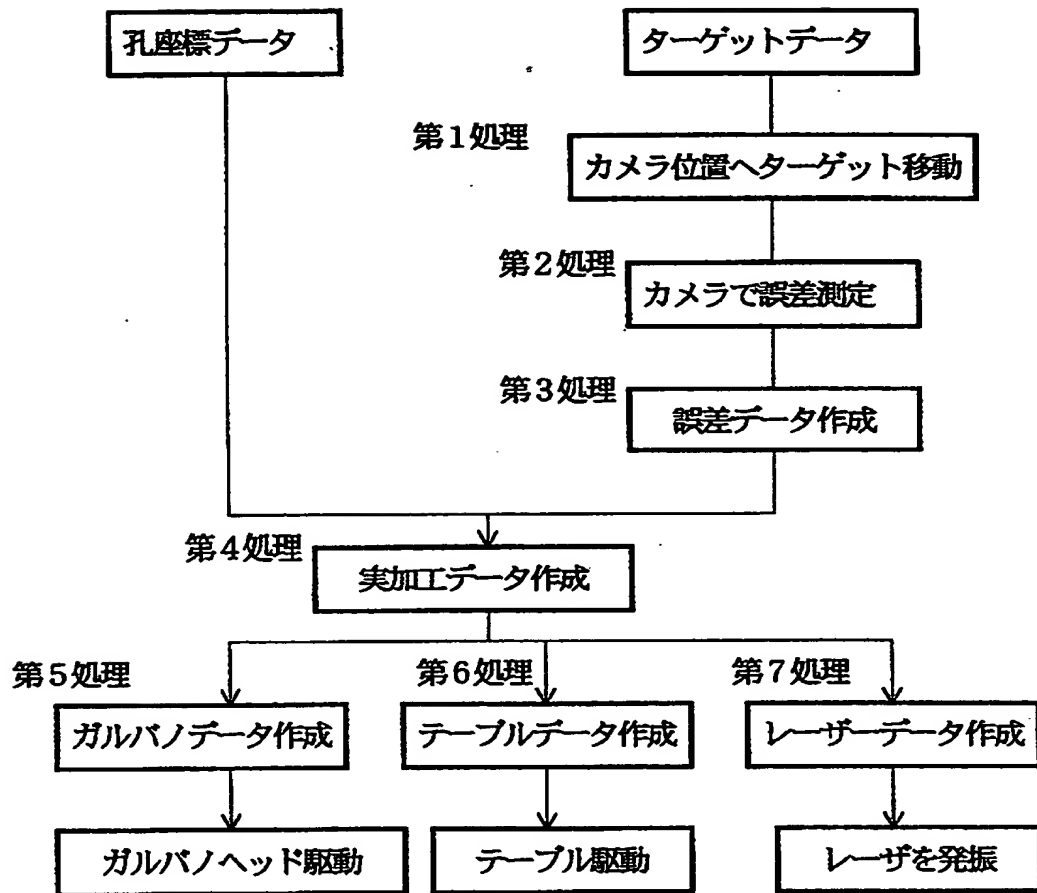 孔座標データ
ターゲットデータ
第1処理
カメラ位置へターゲット移動
第2処理
カメラで誤差測定
第3処理
誤差データ作成
第4処理
実加工データ作成
第5処理
第6処理
第7処理
ガルバノデータ作成
テーブルデータ作成
レーザーデータ作成
ガルバノヘッド駆動
テーブル駆動
レーザを発振